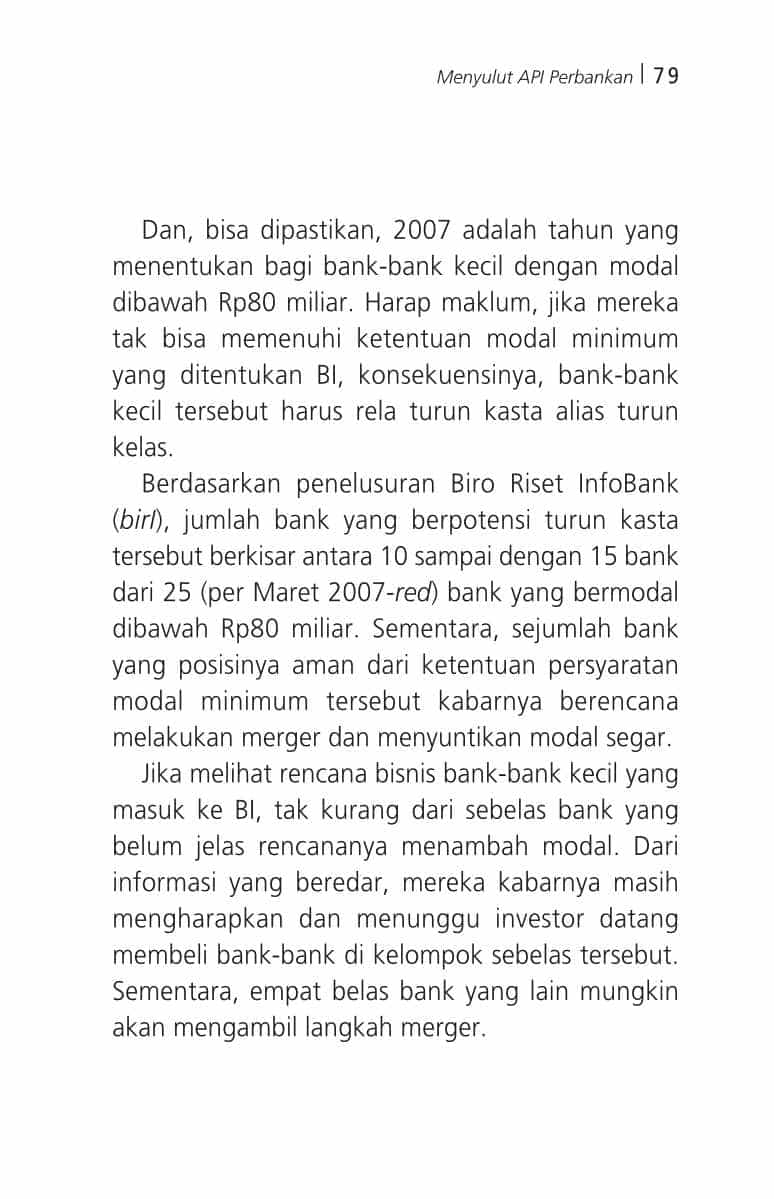 Menyulut API Perbankan | 79
Dan, bisa dipastikan, 2007 adalah tahun yang
menentukan bagi bank-bank kecil dengan modal
dibawah Rp80 miliar. Harap maklum, jika mereka
tak bisa memenuhi ketentuan modal minimum
yang ditentukan BI, konsekuensinya, bank-bank
kecil tersebut harus rela turun kasta alias turun
kelas.
Berdasarkan penelusuran Biro Riset InfoBank
(birI), jumlah bank yang berpotensi turun kasta
tersebut berkisar antara 10 sampai dengan 15 bank
dari 25 (per Maret 2007-red) bank yang bermodal
dibawah Rp80 miliar. Sementara, sejumlah bank
yang posisinya aman dari ketentuan persyaratan
modal minimum tersebut kabarnya berencana
melakukan merger dan menyuntikan modal segar.
Jika melihat rencana bisnis bank-bank kecil yang
masuk ke BI, tak kurang dari sebelas bank yang
belum jelas rencananya menambah modal. Dari
informasi yang beredar, mereka kabarnya masih
mengharapkan dan menunggu investor datang
membeli bank-bank di kelompok sebelas tersebut.
Sementara, empat belas bank yang lain mungkin
akan mengambil langkah merger.